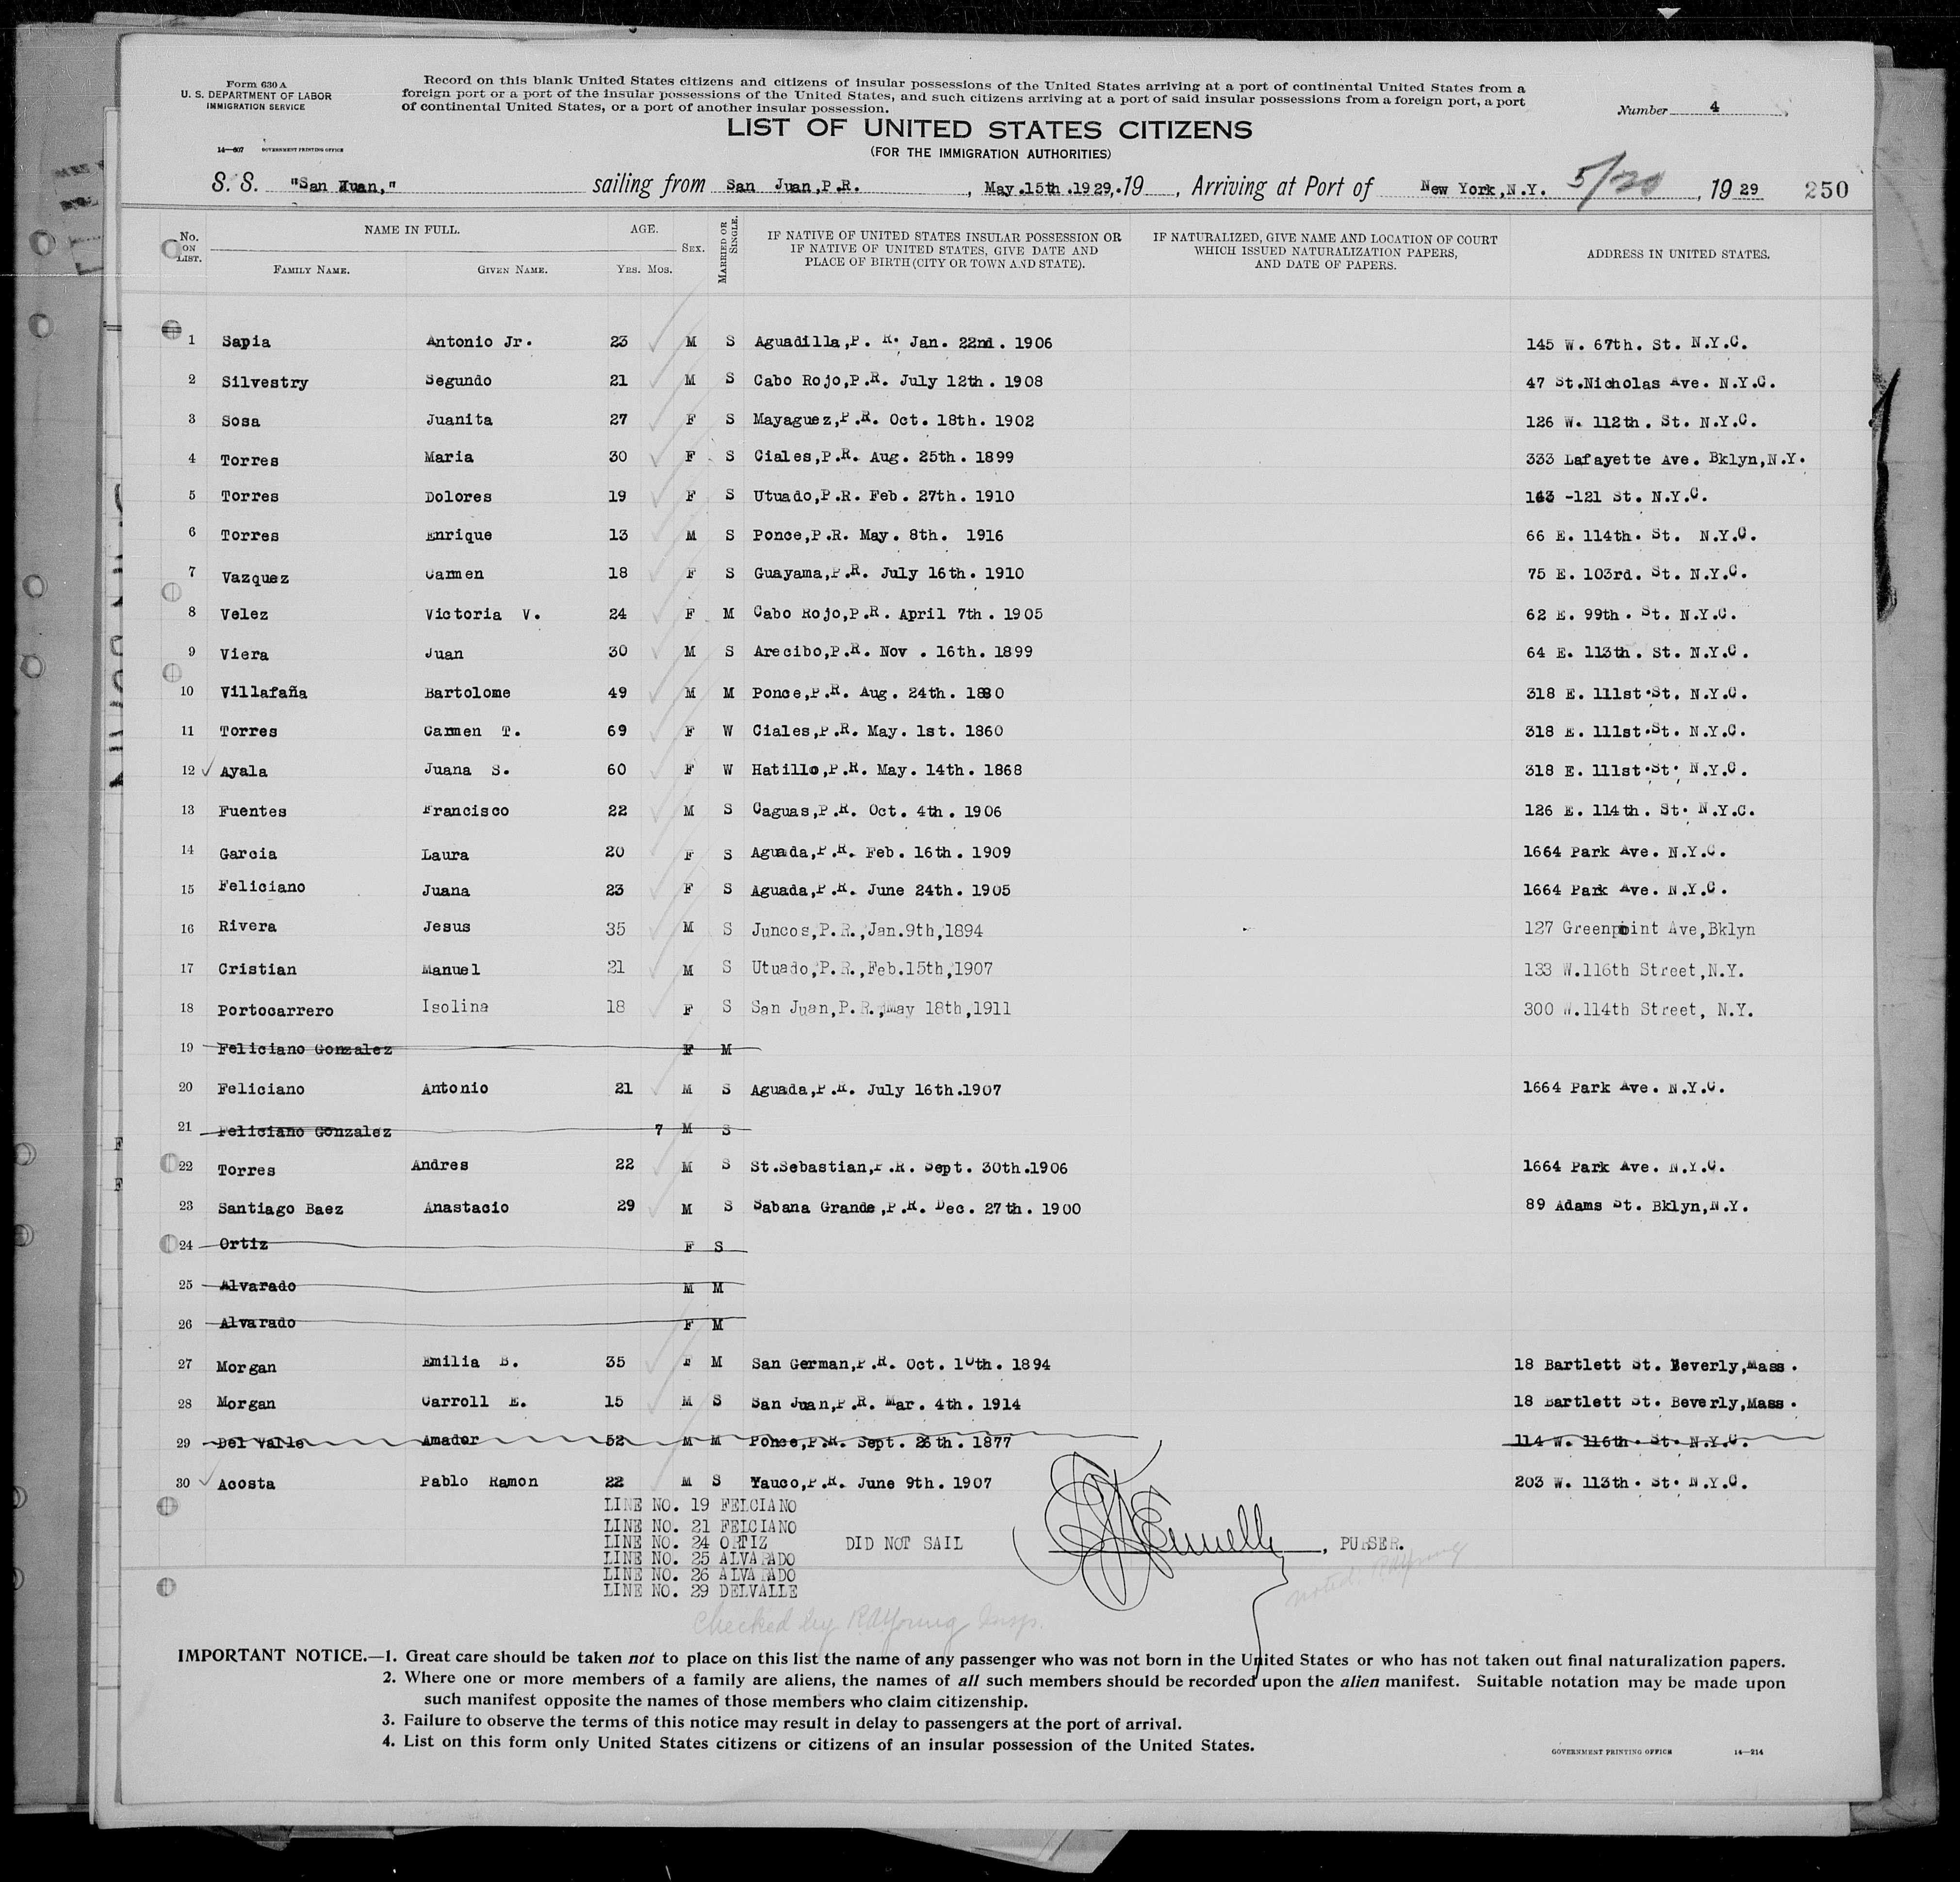 Form 630 A
U. S. DEPARTMENT OF LABOR
IMMIGRATION SERVICE
14—607 GOVERNMENT PRINTING OFFICE
Record on this blank United States citizens and citizens of insular possessions of the United States arriving at a port of continental United States from a
foreign port or a port of the insular possessions of the United States, and such citizens arriving at a port of said insular possessions from a foreign port, a port
of continental United States, or a port of another insular possession.
Number 4
LIST OF UNITED STATES CITIZENS
(FOR THE IMMIGRATION AUTHORITIES)
S. S. "San Juan," sailing from San Juan,P.R. , May.15th.1929,.19 , Arriving at Port of New York,N.Y. 5/20 , 19 29 250
No. ON LIST. NAME IN FULL. FAMILY NAME. GIVEN NAME. AGE. YRS. MOS. SEX. MARRIED OR SINGLE. IF NATIVE OF UNITED STATES INSULAR POSSESSION OR IF NATIVE OF UNITED STATES, GIVE DATE AND PLACE OF BIRTH (CITY OR TOWN AND STATE). IF NATURALIZED, GIVE NAME AND LOCATION OF COURT WHICH ISSUED NATURALIZATION PAPERS, AND DATE OF PAPERS. ADDRESS IN UNITED STATES.
1 Sapia Antonio Jr. 23 M S Aguadilla,P. R. Jan. 22nd. 1906 145 W. 67th. St. N.Y.C.
2 Silvestry Segundo 21 M S Cabo Rojo,P.R. July 12th. 1908 47 St.Nicholas Ave. N.Y.C.
3 Sosa Juanita 27 F S Mayaguez,P.R. Oct. 18th. 1902 126 W. 112th. St. N.Y.C.
4 Torres Maria 30 F S Ciales,P.R. Aug. 25th. 1899 333 Lafayette Ave. Bklyn,N.Y.
5 Torres Dolores 19 F S Utuado,P.R. Feb. 27th. 1910 -121 St. N.Y.C.
6 Torres Enrique 13 M S Ponce,P.R. May. 8th. 1916 66 E. 114th. St. N.Y.C.
7 Vazquez Carmen 18 F S Guayama,P.R. July 16th. 1910 75 E. 103rd. St. N.Y.C.
8 Velez Victoria V. 24 F M Cabo Rojo,P.R. April 7th. 1905 62 E. 99th. St. N.Y.C.
9 Viera Juan 30 M S Arecibo,P.R. Nov . 16th. 1899 64 E. 113th. St. N.Y.C.
10 Villafaña Bartolome 49 M M Ponce,P.R. Aug. 24th. 1880 318 E. 111st.St. N.Y.C.
11 Torres Carmen T. 69 F W Ciales,P.R. May. 1st. 1860 318 E. 111st.St. N.Y.C.
12 Ayala Juana S. 60 F W Hatillo,P.R. May. 14th. 1868 318 E. 111st.St. N.Y.C.
13 Fuentes Francisco 22 M S Caguas,P.R. Oct. 4th. 1906 126 E. 114th. St. N.Y.C.
14 Garcia Laura 20 F S Aguada,P.R. Feb. 16th. 1909 1664 Park Ave. N.Y.C.
15 Feliciano Juana 23 F S Aguada,P.R. June 24th. 1905 1664 Park Ave. N.Y.C.
16 Rivera Jesus 35 M S Juncos,P.R.,Jan.9th,1894 127 Greenpoint Ave,Bklyn
17 Cristian Manuel 21 M S Utuado,P.R.,Feb.15th,1907 133 W.116th Street,N.Y.
18 Portocarrero Isolina 18 F S San Juan,P.R.,May 18th,1911 300 W.114th Street, N.Y.
19 Feliciano Gonzalez F M
20 Feliciano Antonio 21 M S Aguada,P.R. July 16th.1907 1664 Park Ave. N.Y.C.
21 Feliciano Gonzalez 7 M S
22 Torres Andres 22 M S St.Sebastian,P.R. Sept. 30th.1906 1664 Park Ave. N.Y.C.
23 Santiago Baez Anastacio 29 M S Sabana Grande,P.R. Dec. 27th. 1900 89 Adams St. Bklyn,N.Y.
24 Ortiz F S
25 Alvarado M M
26 Alvarado F M
27 Morgan Emilia B. 35 F M San German,P.R. Oct. 10th. 1894 18 Bartlett St. Beverly,Mass.
28 Morgan Carroll E. 15 M S San Juan,P.R. Mar. 4th. 1914 18 Bartlett St. Beverly,Mass.
29 Del Valle Amador 52 M M Ponce,P.R. Sept. 26th. 1877 114 W. 116th. St. N.Y.C.
30 Acosta Pablo Ramon 22 M S Yauco,P.R. June 9th. 1907 203 W. 113th. St. N.Y.C.
LINE NO. 19 FELCIANO
LINE NO. 21 FELCIANO
LINE NO. 24 ORTIZ DID NOT SAIL , PURSER.
LINE NO. 25 ALVARADO
LINE NO. 26 ALVARADO
LINE NO. 29 DELVALLE
noted: RAYoung
Checked by RAYoung Insp.
IMPORTANT NOTICE.—1. Great care should be taken not to place on this list the name of any passenger who was not born in the United States or who has not taken out final naturalization papers.
2. Where one or more members of a family are aliens, the names of all such members should be recorded upon the alien manifest. Suitable notation may be made upon
such manifest opposite the names of those members who claim citizenship.
3. Failure to observe the terms of this notice may result in delay to passengers at the port of arrival.
4. List on this form only United States citizens or citizens of an insular possession of the United States.
GOVERNMENT PRINTING OFFICE 14—214